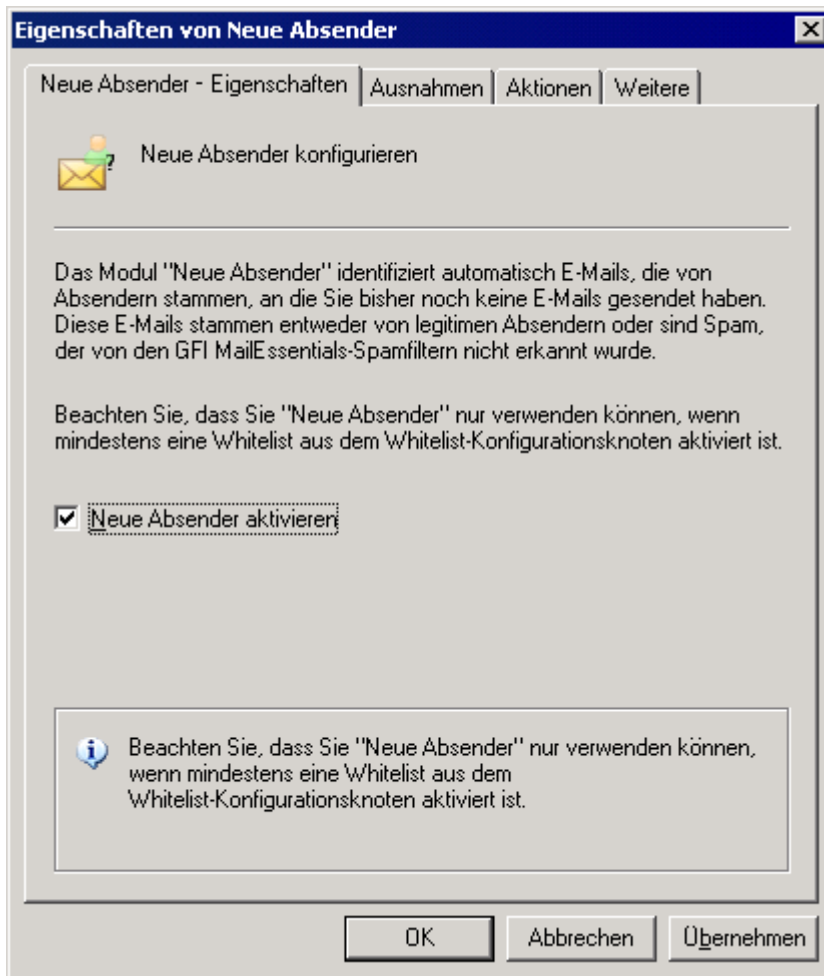 Eigenschaften von Neue Absender
Neue Absender - Eigenschaften
Ausnahmen
Aktionen
Weitere
Neue Absender konfigurieren
Das Modul "Neue Absender" identifiziert automatisch E-Mails, die von
Absendern stammen, an die Sie bisher noch keine E-Mails gesendet haben.
Diese E-Mails stammen entweder von legitimen Absendern oder sind Spam,
der von den GFI MailEssentials-Spamfiltern nicht erkannt wurde.
Beachten Sie, dass Sie "Neue Absender" nur verwenden können, wenn
mindestens eine Whitelist aus dem Whitelist-Konfigurationsknoten aktiviert ist.
Neue Absender aktivieren
Beachten Sie, dass Sie "Neue Absender" nur verwenden können,
wenn mindestens eine Whitelist aus dem
Whitelist-Konfigurationsknoten aktiviert ist.
OK
Abbrechen
Übernehmen